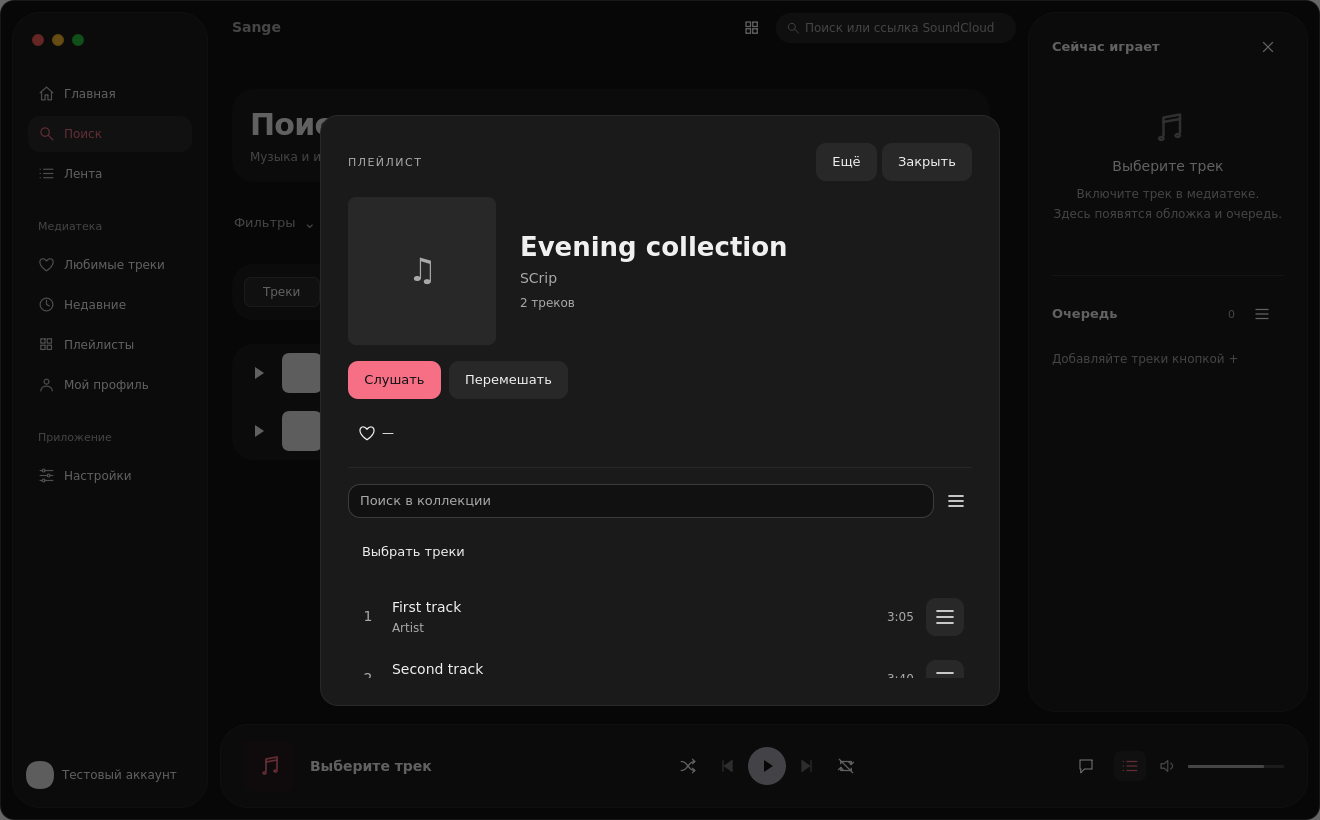 Sange
Поиск или ссылка SoundCloud
Главная
Поиск
Лента
Медиатека
Любимые треки
Недавние
Плейлисты
Мой профиль
Приложение
Настройки
Тестовый аккаунт
Музыка и
Фильтры
Треки
ПЛЕЙЛИСТ
Ещё
Закрыть
Evening collection
SCrip
2 треков
Слушать
Перемешать
—
Поиск в коллекции
Выбрать треки
1
First track
Artist
3:05
Second track
Сейчас играет
Выберите трек
Включите трек в медиатеке.
Здесь появятся обложка и очередь.
Очередь
0
Добавляйте треки кнопкой +
Выберите трек